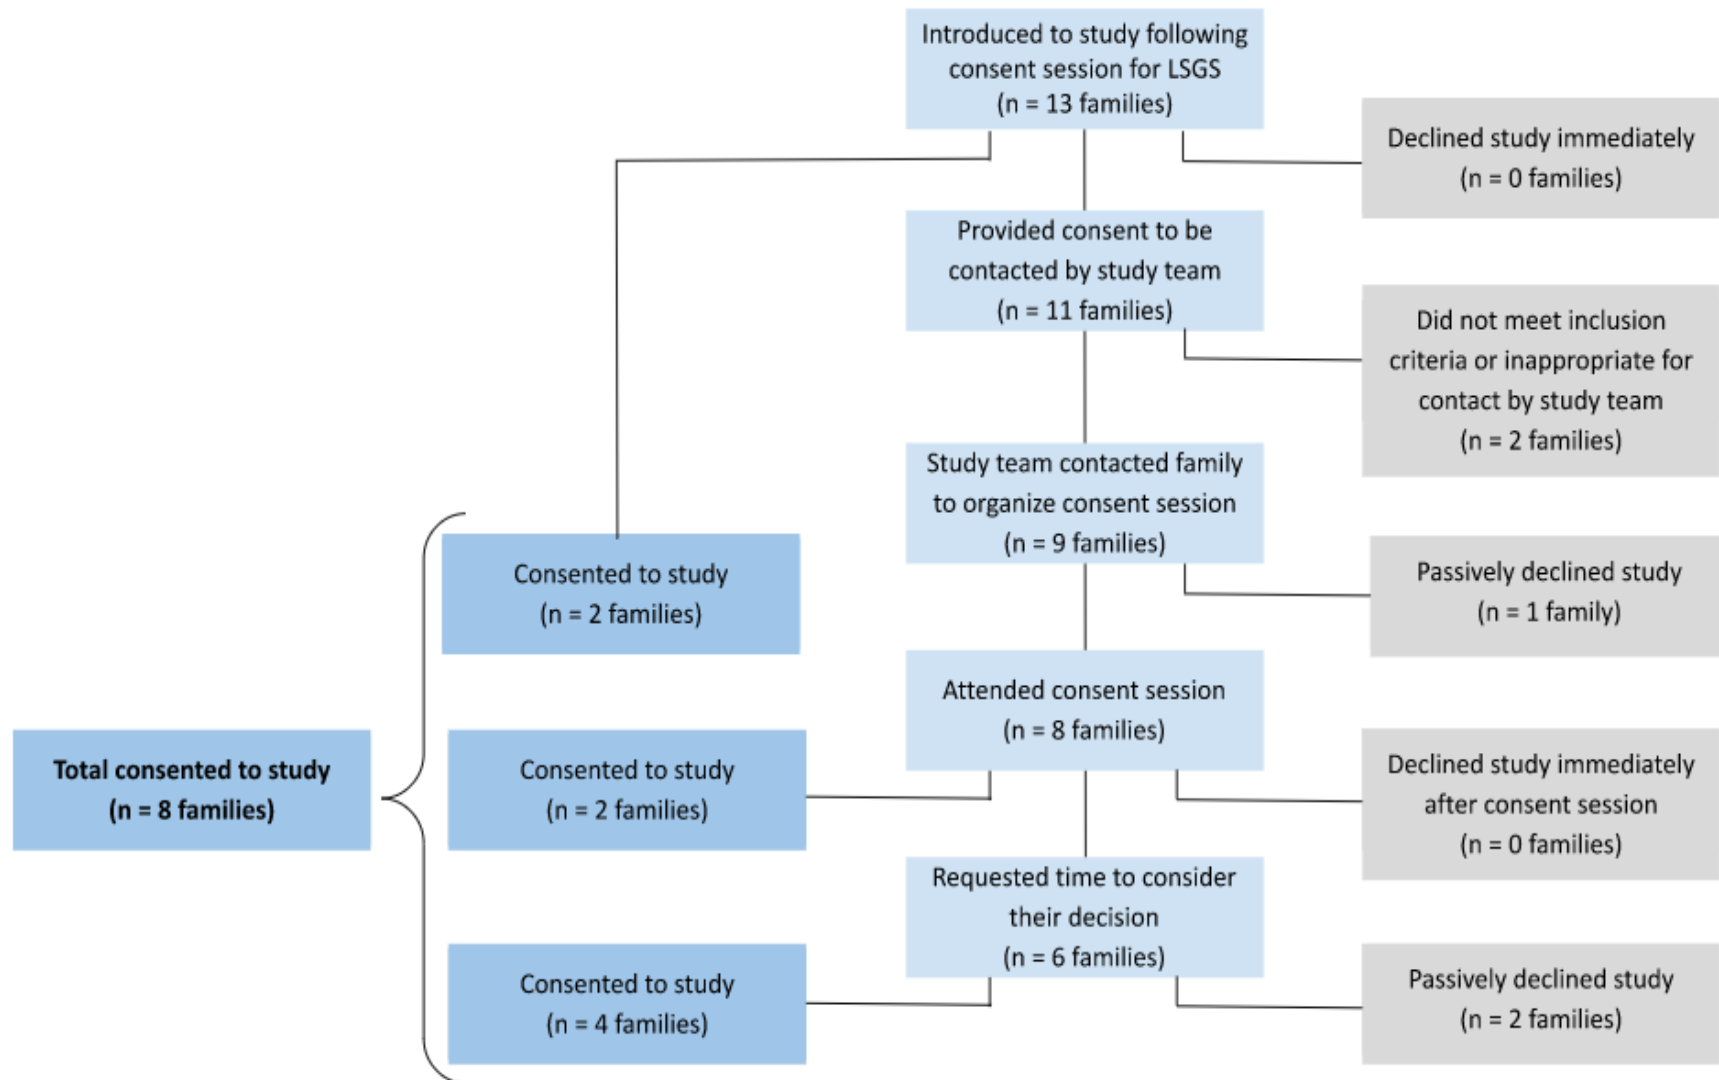 Introduced to study following
consent session for LSGS
(n = 13 families)
Declined study immediately
(n = 0 families)
Provided consent to be
contacted by study team
(n = 11 families)
Did not meet inclusion
criteria or inappropriate for
contact by study team
(n = 2 families)
Study team contacted family
to organize consent session
(n = 9 families)
Consented to study
(n = 2 families)
Passively declined study
(n = 1 family)
Attended consent session
(n = 8 families)
Total consented to study
(n = 8 families)
Consented to study
(n = 2 families)
Declined study immediately
after consent session
(n = 0 families)
Requested time to consider
their decision
(n = 6 families)
Consented to study
(n = 4 families)
Passively declined study
(n = 2 families)